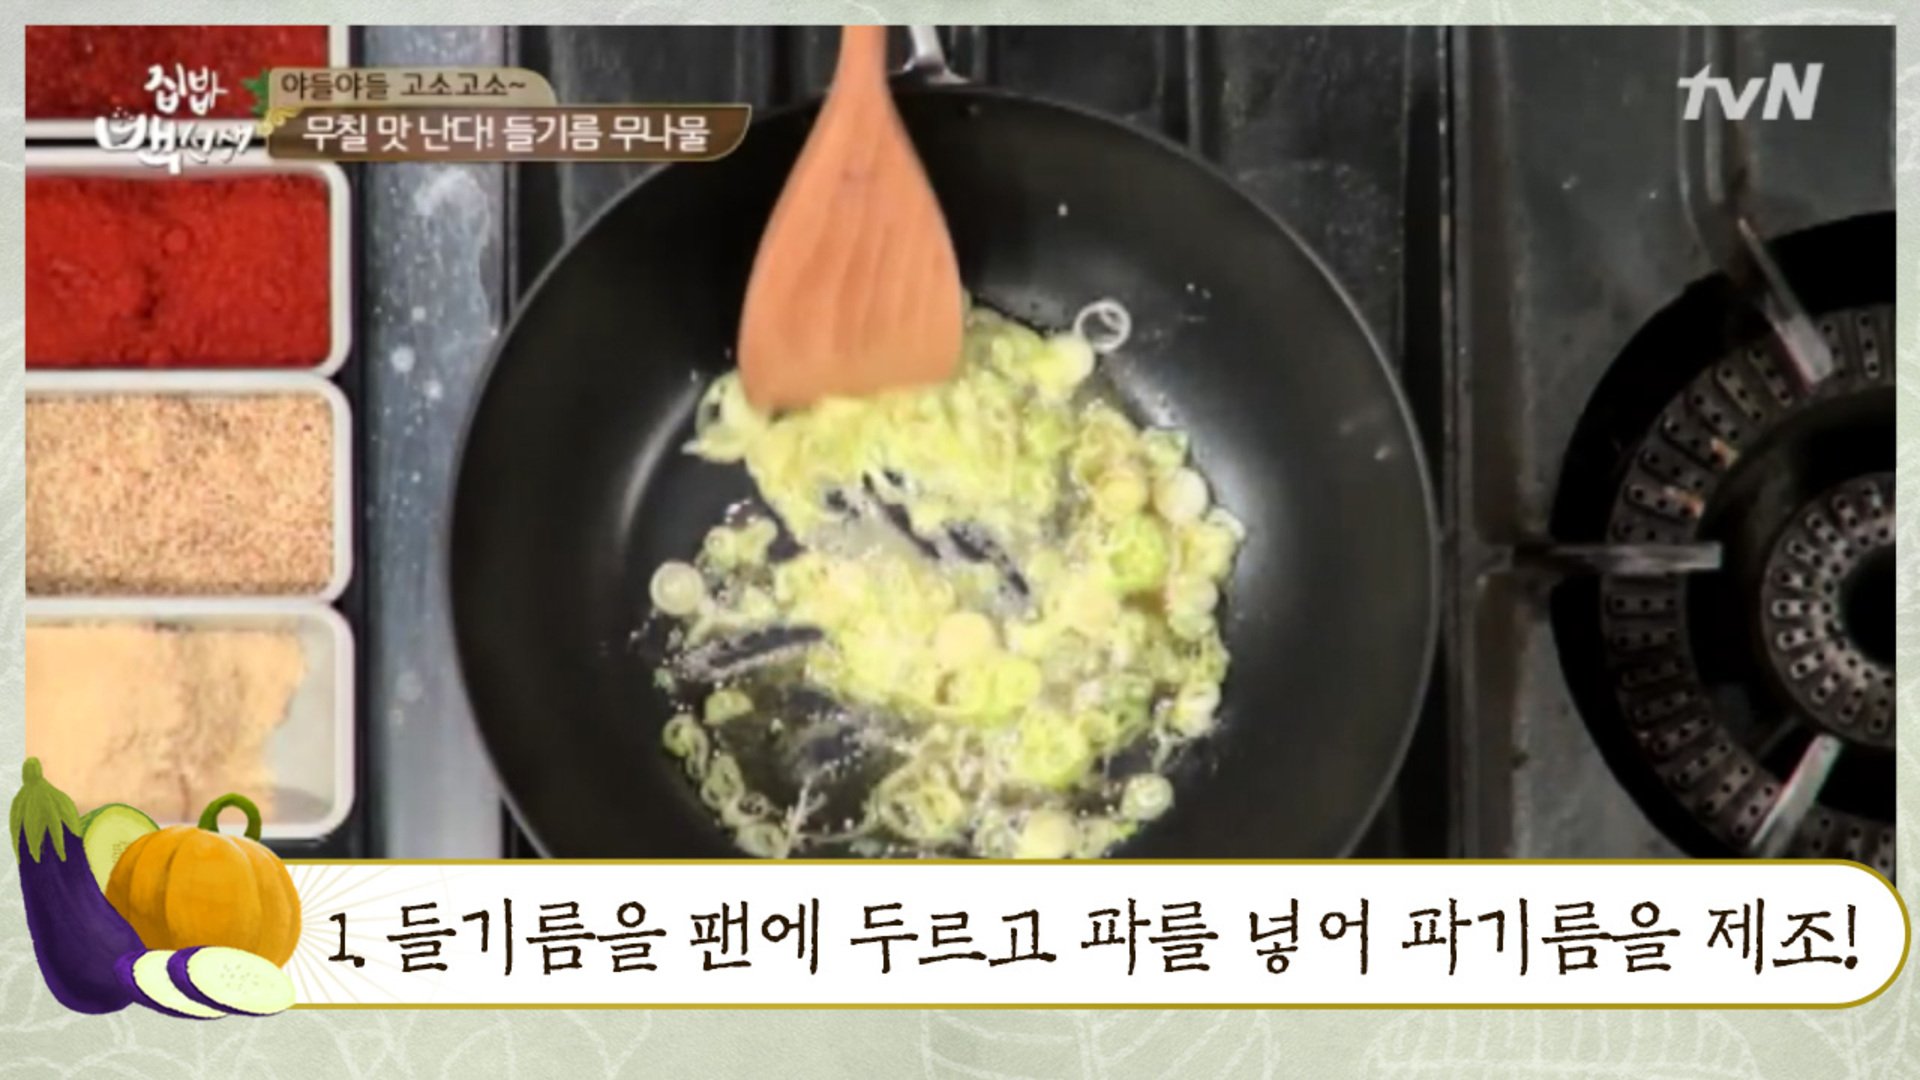 집밥
백선생
야들야들 고소고소~
무칠 맛 난다! 들기름 무나물
tvN
1. 들기름을 팬에 두르고 파를 넣어 파기름을 제조!